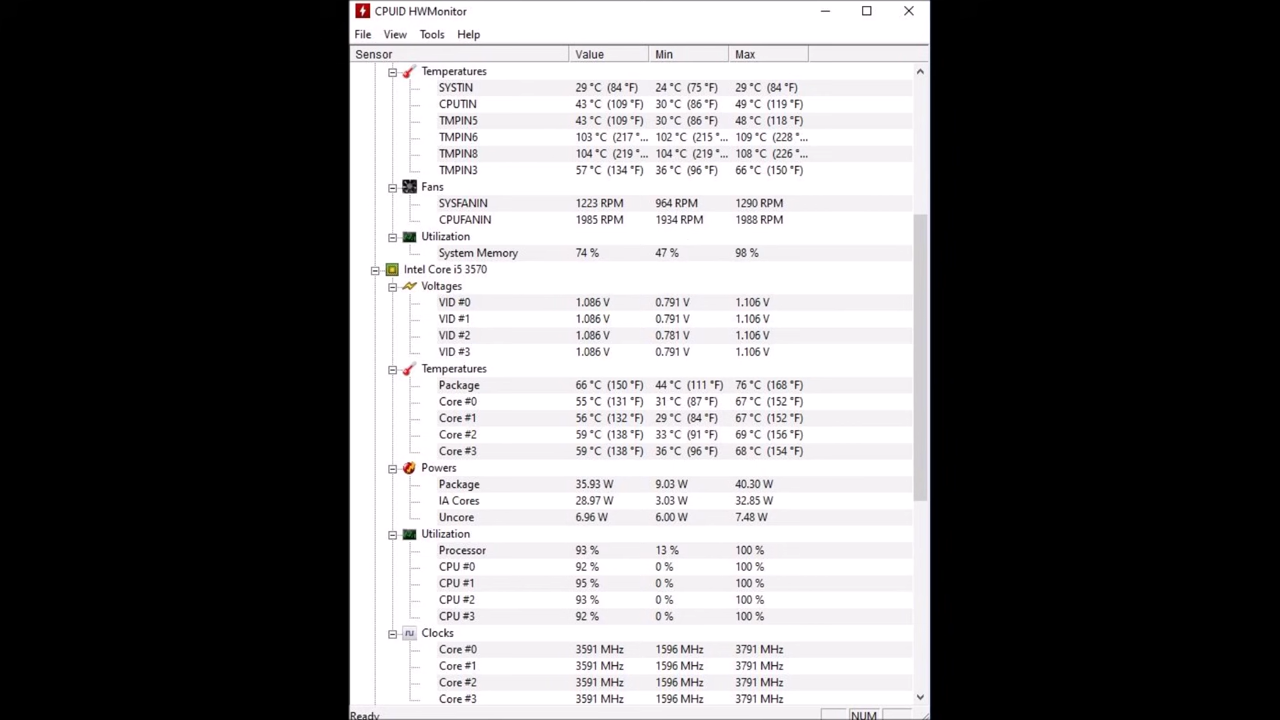 CPUID HWMonitor
File View Tools Help
Sensor Value Min Max
Temperatures
SYSTIN 29 °C (84 °F) 24 °C (75 °F) 29 °C (84 °F)
CPUTIN 43 °C (109 °F) 30 °C (86 °F) 49 °C (119 °F)
TMPIN5 43 °C (109 °F) 30 °C (86 °F) 48 °C (118 °F)
TMPIN6 103 °C (217 °... 102 °C (215 °... 109 °C (228 °...
TMPIN8 104 °C (219 °... 104 °C (219 °... 108 °C (226 °...
TMPIN3 57 °C (134 °F) 36 °C (96 °F) 66 °C (150 °F)
Fans
SYSFANIN 1223 RPM 964 RPM 1290 RPM
CPUFANIN 1985 RPM 1934 RPM 1988 RPM
Utilization
System Memory 74 % 47 % 98 %
Intel Core i5 3570
Voltages
VID #0 1.086 V 0.791 V 1.106 V
VID #1 1.086 V 0.791 V 1.106 V
VID #2 1.086 V 0.781 V 1.106 V
VID #3 1.086 V 0.791 V 1.106 V
Temperatures
Package 66 °C (150 °F) 44 °C (111 °F) 76 °C (168 °F)
Core #0 55 °C (131 °F) 31 °C (87 °F) 67 °C (152 °F)
Core #1 56 °C (132 °F) 29 °C (84 °F) 67 °C (152 °F)
Core #2 59 °C (138 °F) 33 °C (91 °F) 69 °C (156 °F)
Core #3 59 °C (138 °F) 36 °C (96 °F) 68 °C (154 °F)
Powers
Package 35.93 W 9.03 W 40.30 W
IA Cores 28.97 W 3.03 W 32.85 W
Uncore 6.96 W 6.00 W 7.48 W
Utilization
Processor 93 % 13 % 100 %
CPU #0 92 % 0 % 100 %
CPU #1 95 % 0 % 100 %
CPU #2 93 % 0 % 100 %
CPU #3 92 % 0 % 100 %
Clocks
Core #0 3591 MHz 1596 MHz 3791 MHz
Core #1 3591 MHz 1596 MHz 3791 MHz
Core #2 3591 MHz 1596 MHz 3791 MHz
Core #3 3591 MHz 1596 MHz 3791 MHz
Ready NUM